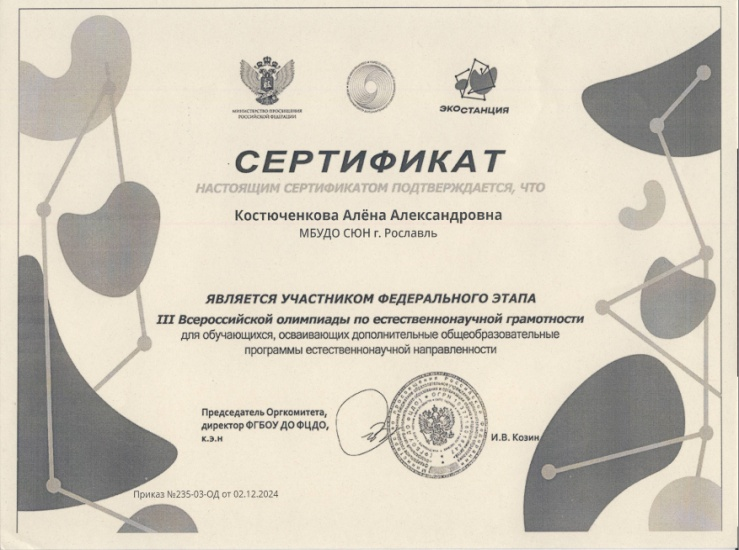 МИНИСТЕРСТВО ПРОСВЕЩЕНИЯ
РОССИЙСКОЙ ФЕДЕРАЦИИ
ЭКОСТАНЦИЯ
СЕРТИФИКАТ
НАСТОЯЩИМ СЕРТИФИКАТОМ ПОДТВЕРЖДАЕТСЯ, ЧТО
Костюченкова Алёна Александровна
МБУДО СЮН г. Рославль
ЯВЛЯЕТСЯ УЧАСТНИКОМ ФЕДЕРАЛЬНОГО ЭТАПА
III Всероссийской олимпиады по естественнонаучной грамотности
для обучающихся, осваивающих дополнительные общеобразовательные
программы естественнонаучной направленности
Председатель Оргкомитета,
директор ФГБОУ ДО ФЦДО,
к.э.н
И.В. Козин
Приказ №235-03-ОД от 02.12.2024